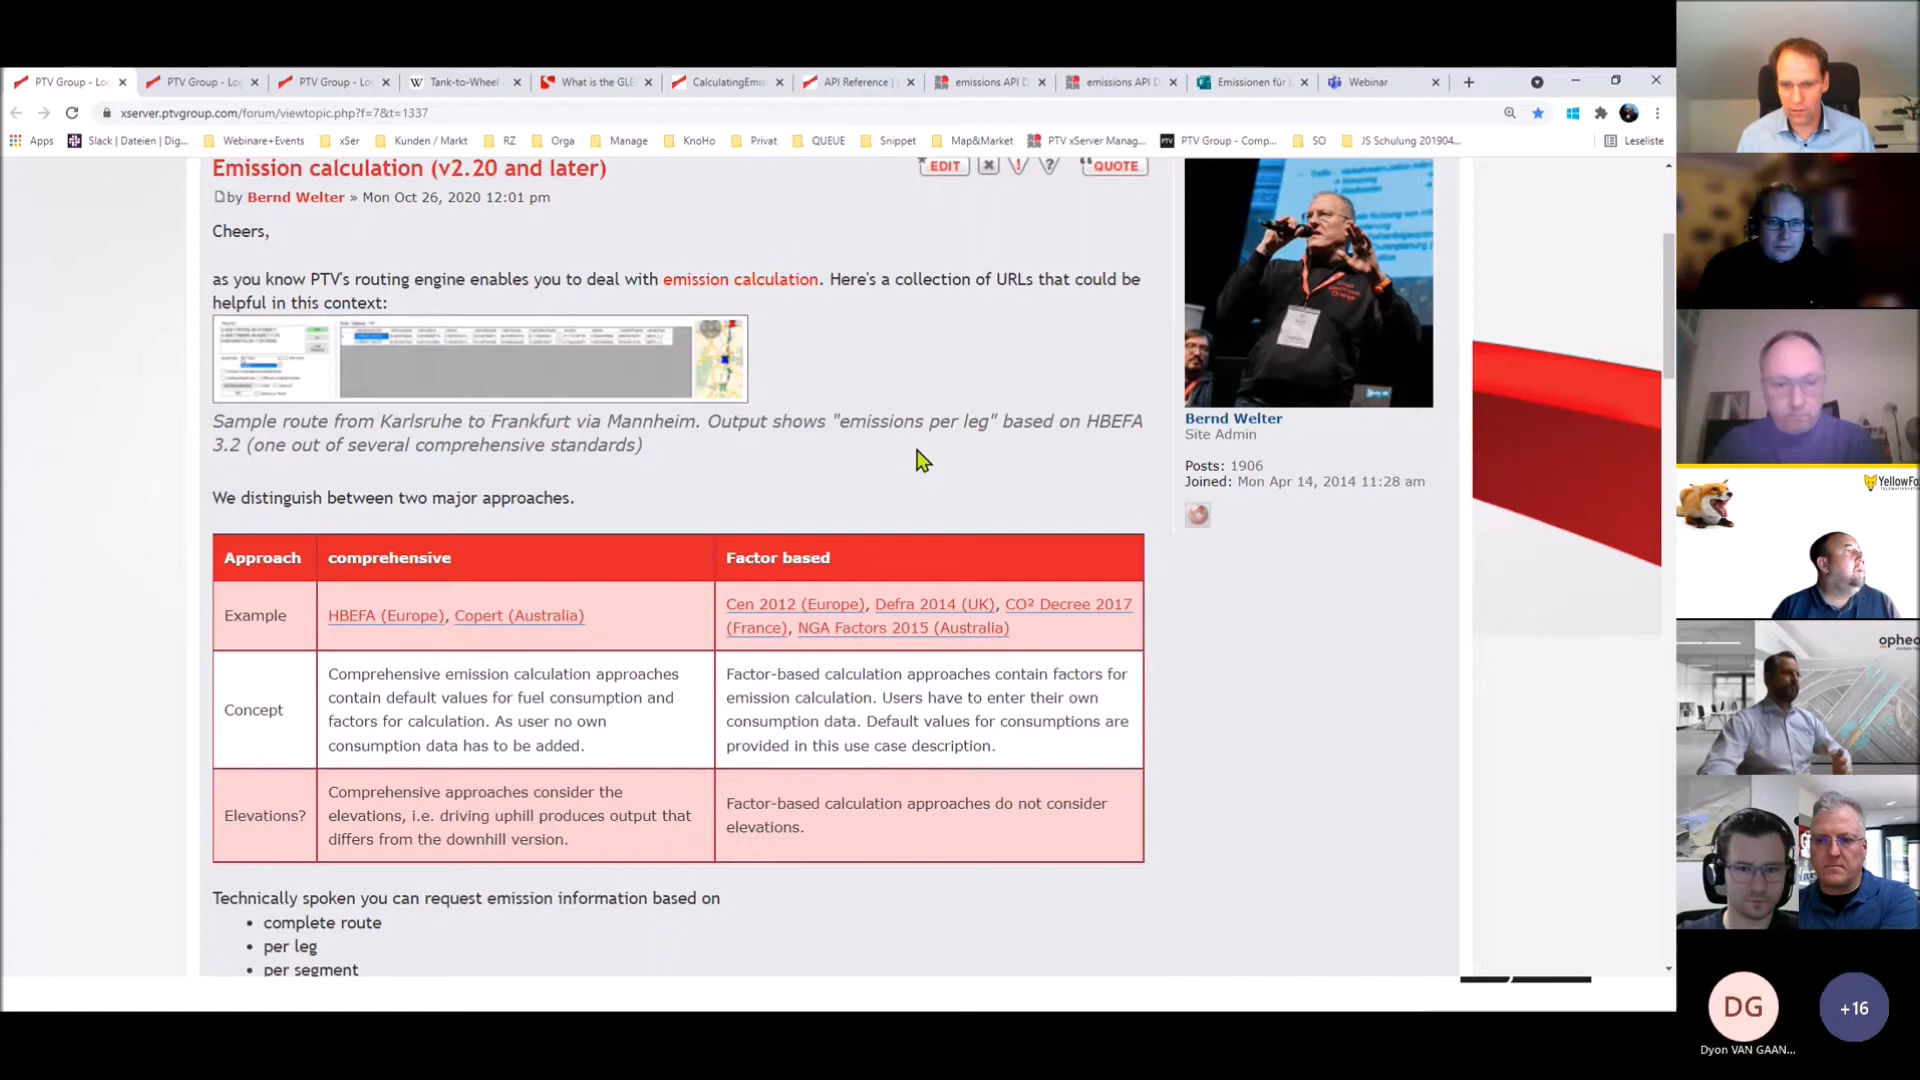 PTV Group - Lo
PTV Group - Lo
PTV Group - Lo
Tank-to-Wheel
What is the GLE
CalculatingEmis
API Reference |
emissions API D
emissions API D
Emissionen für
Webinar
xserver.ptvgroup.com/forum/viewtopic.php?f=7&t=1337
Apps
Slack | Dateien | Dig...
Webinare+Events
xSer
Kunden / Markt
RZ
Orga
Manage
KnoHo
Privat
QUEUE
Snippet
Map&Market
PTV xServer Manag...
PTV Group - Comp...
SO
JS Schulung 201904...
Leseliste
Emission calculation (v2.20 and later)
EDIT
QUOTE
by Bernd Welter » Mon Oct 26, 2020 12:01 pm
Cheers,
as you know PTV's routing engine enables you to deal with emission calculation. Here's a collection of URLs that could be
helpful in this context:
Sample route from Karlsruhe to Frankfurt via Mannheim. Output shows "emissions per leg" based on HBEFA
3.2 (one out of several comprehensive standards)
Bernd Welter
Site Admin
Posts: 1906
Joined: Mon Apr 14, 2014 11:28 am
We distinguish between two major approaches.
Approach
comprehensive
Factor based
Example
HBEFA (Europe), Copert (Australia)
Cen 2012 (Europe), Defra 2014 (UK), CO² Decree 2017
(France), NGA Factors 2015 (Australia)
Concept
Comprehensive emission calculation approaches
contain default values for fuel consumption and
factors for calculation. As user no own
consumption data has to be added.
Factor-based calculation approaches contain factors for
emission calculation. Users have to enter their own
consumption data. Default values for consumptions are
provided in this use case description.
Elevations?
Comprehensive approaches consider the
elevations, i.e. driving uphill produces output that
differs from the downhill version.
Factor-based calculation approaches do not consider
elevations.
Technically spoken you can request emission information based on
• complete route
• per leg
• per segment
YellowFo
opheo
DG
+16
Dyon VAN GAAN...